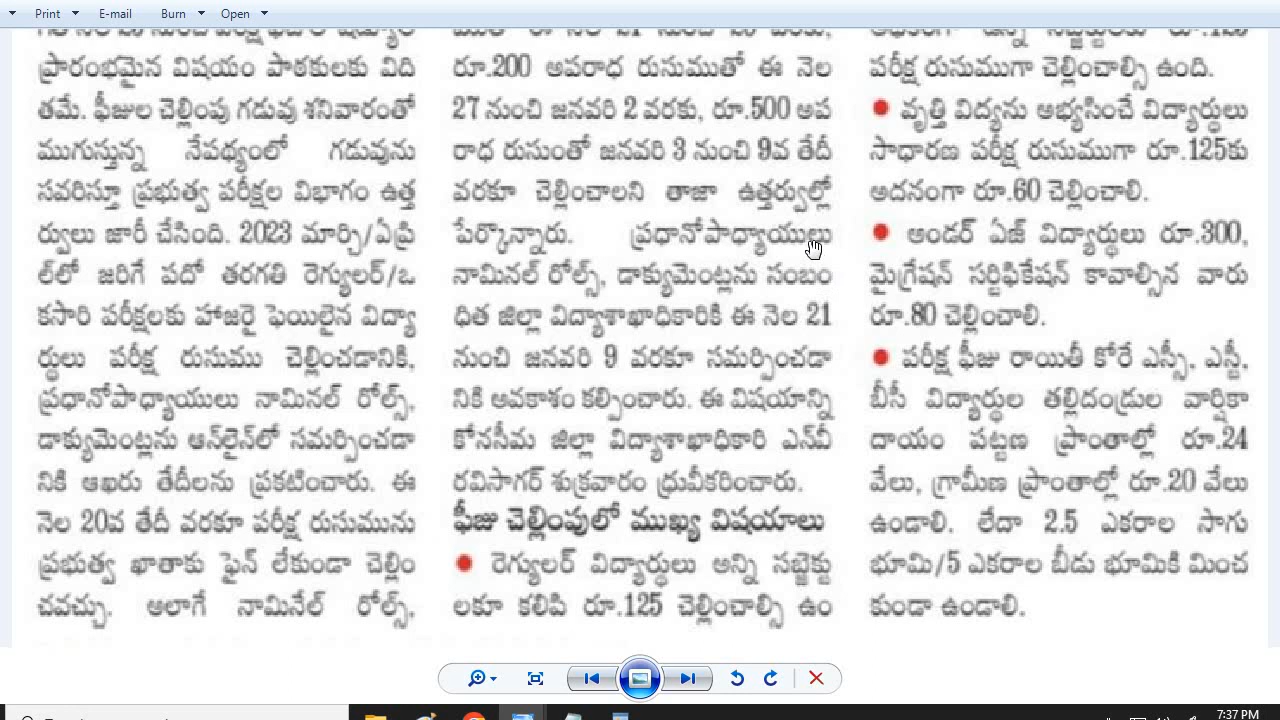 Print E-mail Burn Open
ప్రారంభమైన విషయం పాఠకులకు విది
తమే. ఫీజుల చెల్లింపు గడువు శనివారంతో
ముగుస్తున్న నేపథ్యంలో గడువును
సవరిస్తూ ప్రభుత్వ పరీక్షల విభాగం ఉత్త
ర్వులు జారీ చేసింది. 2023 మార్చి/ఏప్రి
ల్‌లో జరిగే పదో తరగతి రెగ్యులర్/ఒ
కసారి పరీక్షలకు హాజరై ఫెయిలైన విద్యా
ర్థులు పరీక్ష రుసుము చెల్లించడానికి,
ప్రధానోపాధ్యాయులు నామినల్ రోల్స్,
డాక్యుమెంట్లను ఆన్‌లైన్‌లో సమర్పించడా
నికి ఆఖరు తేదీలను ప్రకటించారు. ఈ
నెల 20వ తేదీ వరకూ పరీక్ష రుసుమును
ప్రభుత్వ ఖాతాకు ఫైన్ లేకుండా చెల్లిం
చవచ్చు. అలాగే నామినేల్ రోల్స్,
రూ.200 అపరాధ రుసుముతో ఈ నెల
27 నుంచి జనవరి 2 వరకు, రూ.500 అప
రాధ రుసుంతో జనవరి 3 నుంచి 9వ తేదీ
వరకూ చెల్లించాలని తాజా ఉత్తర్వుల్లో
పేర్కొన్నారు. ప్రధానోపాధ్యాయులు
నామినల్ రోల్స్, డాక్యుమెంట్లను సంబం
ధిత జిల్లా విద్యాశాఖాధికారికి ఈ నెల 21
నుంచి జనవరి 9 వరకూ సమర్పించడా
నికి అవకాశం కల్పించారు. ఈ విషయాన్ని
కోనసీమ జిల్లా విద్యాశాఖాధికారి ఎన్‌వీ
రవిసాగర్ శుక్రవారం ధ్రువీకరించారు.
ఫీజు చెల్లింపులో ముఖ్య విషయాలు
● రెగ్యులర్ విద్యార్థులు అన్ని సబ్జెక్టు
లకూ కలిపి రూ.125 చెల్లించాల్సి ఉం
పరీక్ష రుసుముగా చెల్లించాల్సి ఉంది.
● వృత్తి విద్యను అభ్యసించే విద్యార్థులు
సాధారణ పరీక్ష రుసుముగా రూ.125కు
అదనంగా రూ.60 చెల్లించాలి.
● అండర్ ఏజ్ విద్యార్థులు రూ.300,
మైగ్రేషన్ సర్టిఫికేషన్ కావాల్సిన వారు
రూ.80 చెల్లించాలి.
● పరీక్ష ఫీజు రాయితీ కోరే ఎస్సీ, ఎస్టీ,
బీసీ విద్యార్థుల తల్లిదండ్రుల వార్షికా
దాయం పట్టణ ప్రాంతాల్లో రూ.24
వేలు, గ్రామీణ ప్రాంతాల్లో రూ.20 వేలు
ఉండాలి. లేదా 2.5 ఎకరాల సాగు
భూమి/5 ఎకరాల బీడు భూమికి మించ
కుండా ఉండాలి.
7:37 PM